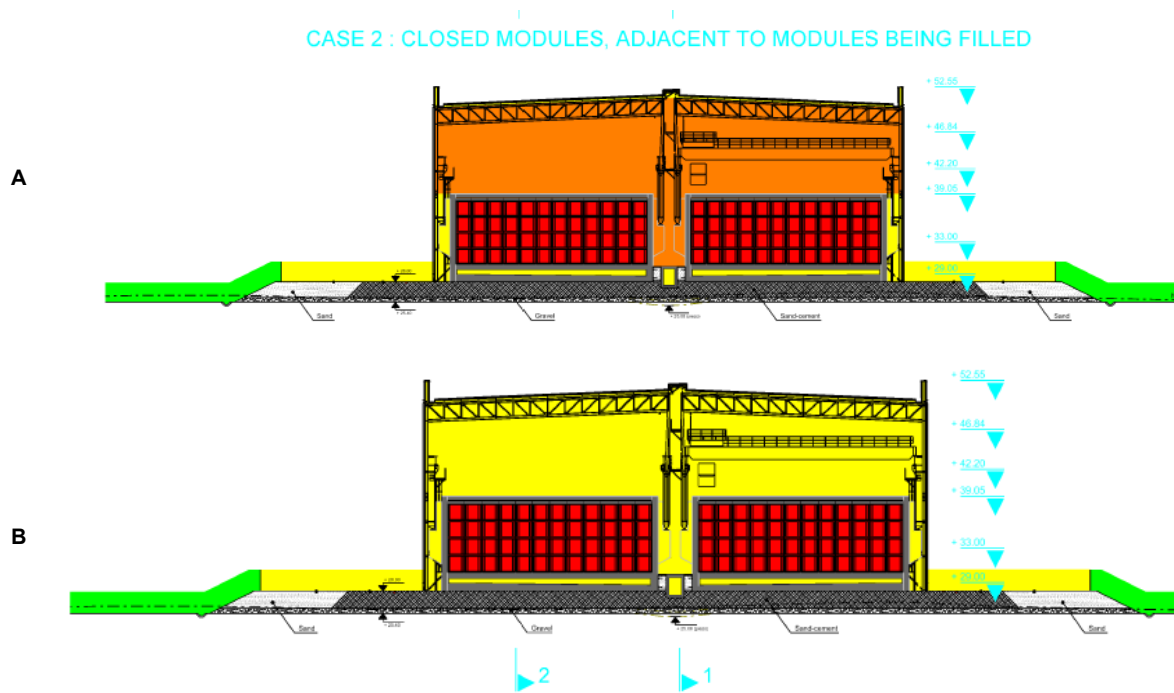 CASE 2 : CLOSED MODULES, ADJACENT TO MODULES BEING FILLED
+ 52.55
+ 46.84
A
+ 42.20
+ 39.05
+ 33.00
+ 29.00
Sand
Gravel
Sand-cement
Sand
+ 52.55
+ 46.84
+ 42.20
+ 39.05
B
+ 33.00
+ 29.00
Sand
Gravel
Sand-cement
Sand
2
1